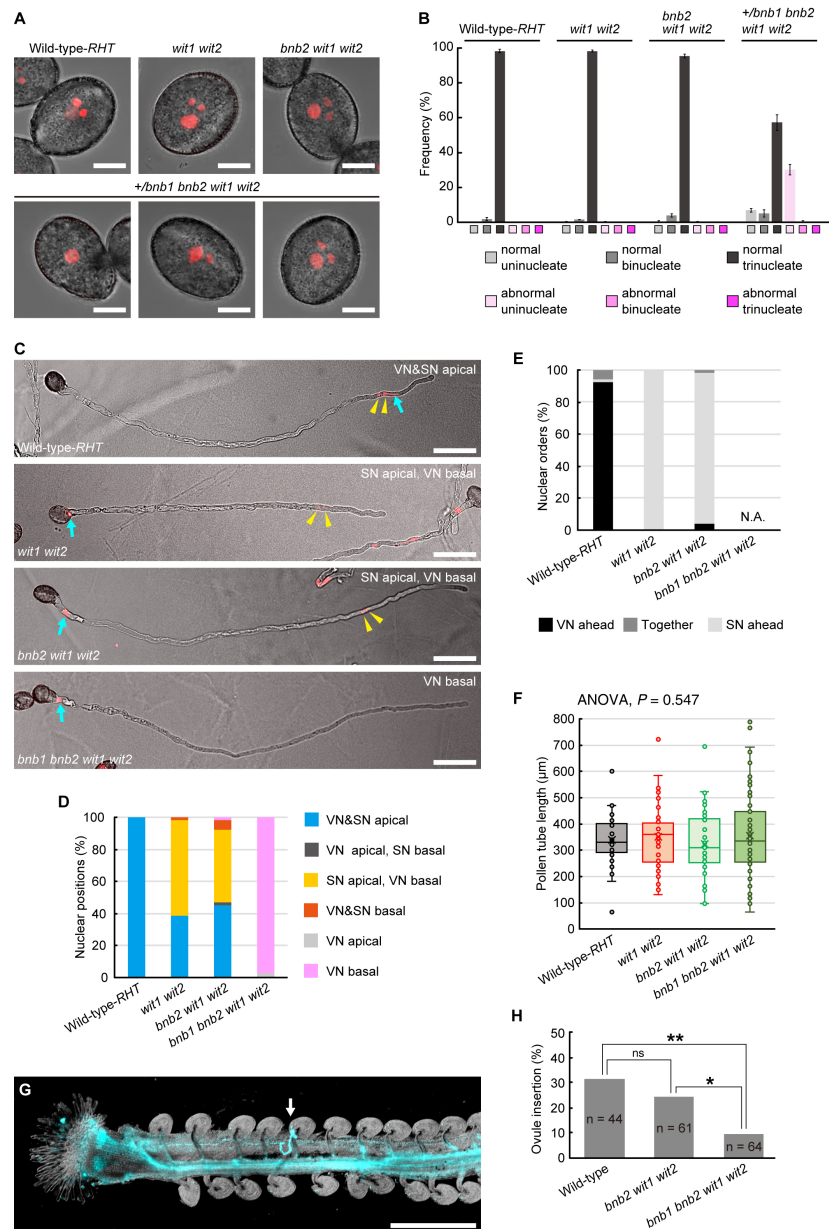 A
Wild-type-RHT
wit1 wit2
bnb2 wit1 wit2
+/bnb1 bnb2 wit1 wit2
B
Wild-type-RHT
wit1 wit2
bnb2
wit1 wit2
+/bnb1 bnb2
wit1 wit2
Frequency (%)
100
80
60
40
20
0
normal
uninucleate
normal
binucleate
normal
trinucleate
abnormal
uninucleate
abnormal
binucleate
abnormal
trinucleate
C
VN&SN apical
Wild-type-RHT
SN apical, VN basal
wit1 wit2
SN apical, VN basal
bnb2 wit1 wit2
VN basal
bnb1 bnb2 wit1 wit2
D
Nuclear positions (%)
100
80
60
40
20
0
Wild-type-RHT
wit1 wit2
bnb2 wit1 wit2
bnb1 bnb2 wit1 wit2
VN&SN apical
VN apical, SN basal
SN apical, VN basal
VN&SN basal
VN apical
VN basal
E
Nuclear orders (%)
100
80
60
40
20
0
N.A.
Wild-type-RHT
wit1 wit2
bnb2 wit1 wit2
bnb1 bnb2 wit1 wit2
VN ahead
Together
SN ahead
F
ANOVA, P = 0.547
Pollen tube length (µm)
800
700
600
500
400
300
200
100
0
Wild-type-RHT
wit1 wit2
bnb2 wit1 wit2
bnb1 bnb2 wit1 wit2
G
H
Ovule insertion (%)
50
40
30
20
10
0
**
ns
*
n = 44
n = 61
n = 64
Wild-type
bnb2 wit1 wit2
bnb1 bnb2 wit1 wit2